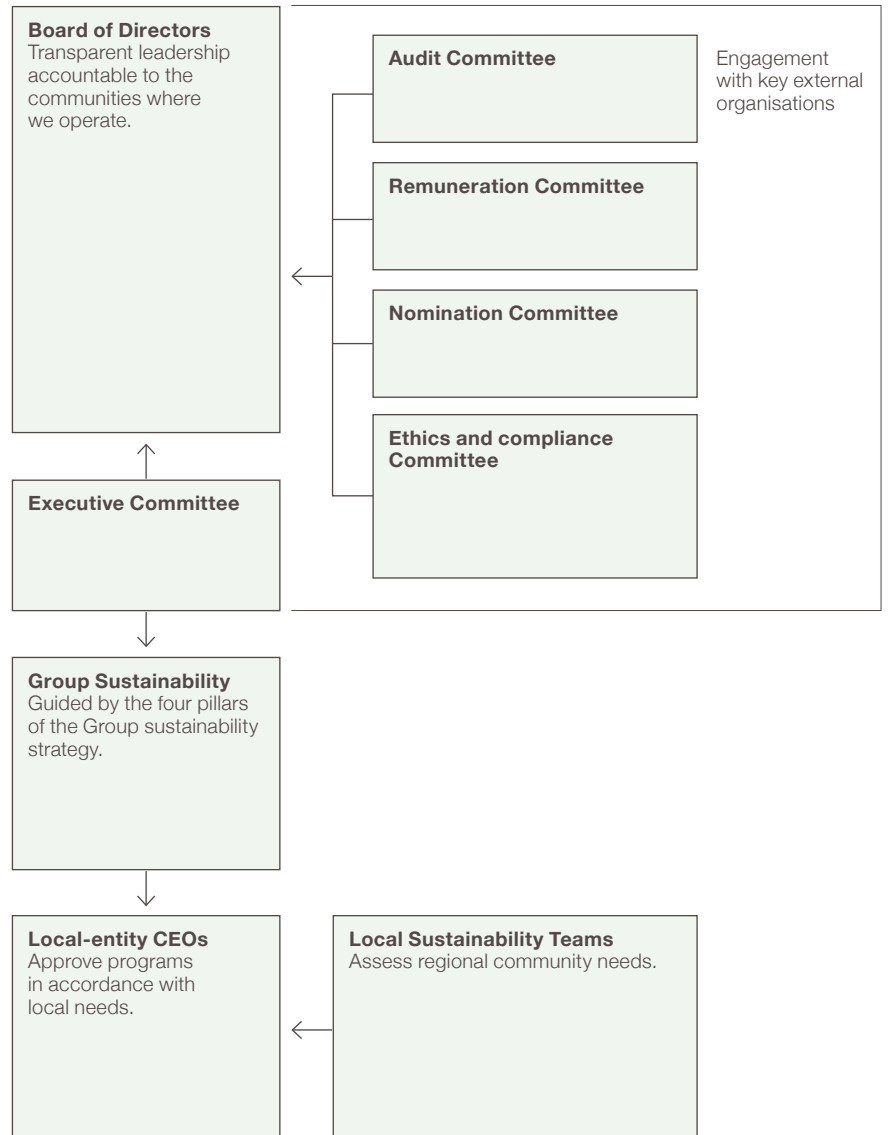 Board of Directors
Transparent leadership
accountable to the
communities where
we operate.
Audit Committee
Engagement
with key external
organisations
Remuneration Committee
Nomination Committee
Ethics and compliance
Committee
Executive Committee
Group Sustainability
Guided by the four pillars
of the Group sustainability
strategy.
Local-entity CEOs
Approve programs
in accordance with
local needs.
Local Sustainability Teams
Assess regional community needs.